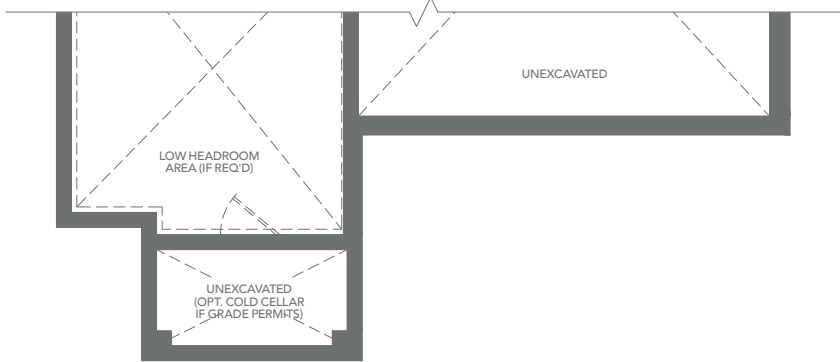 UNEXCAVATED
LOW HEADROOM
AREA (IF REQ'D)
UNEXCAVATED
(OPT. COLD CELLAR
IF GRADE PERMITS)